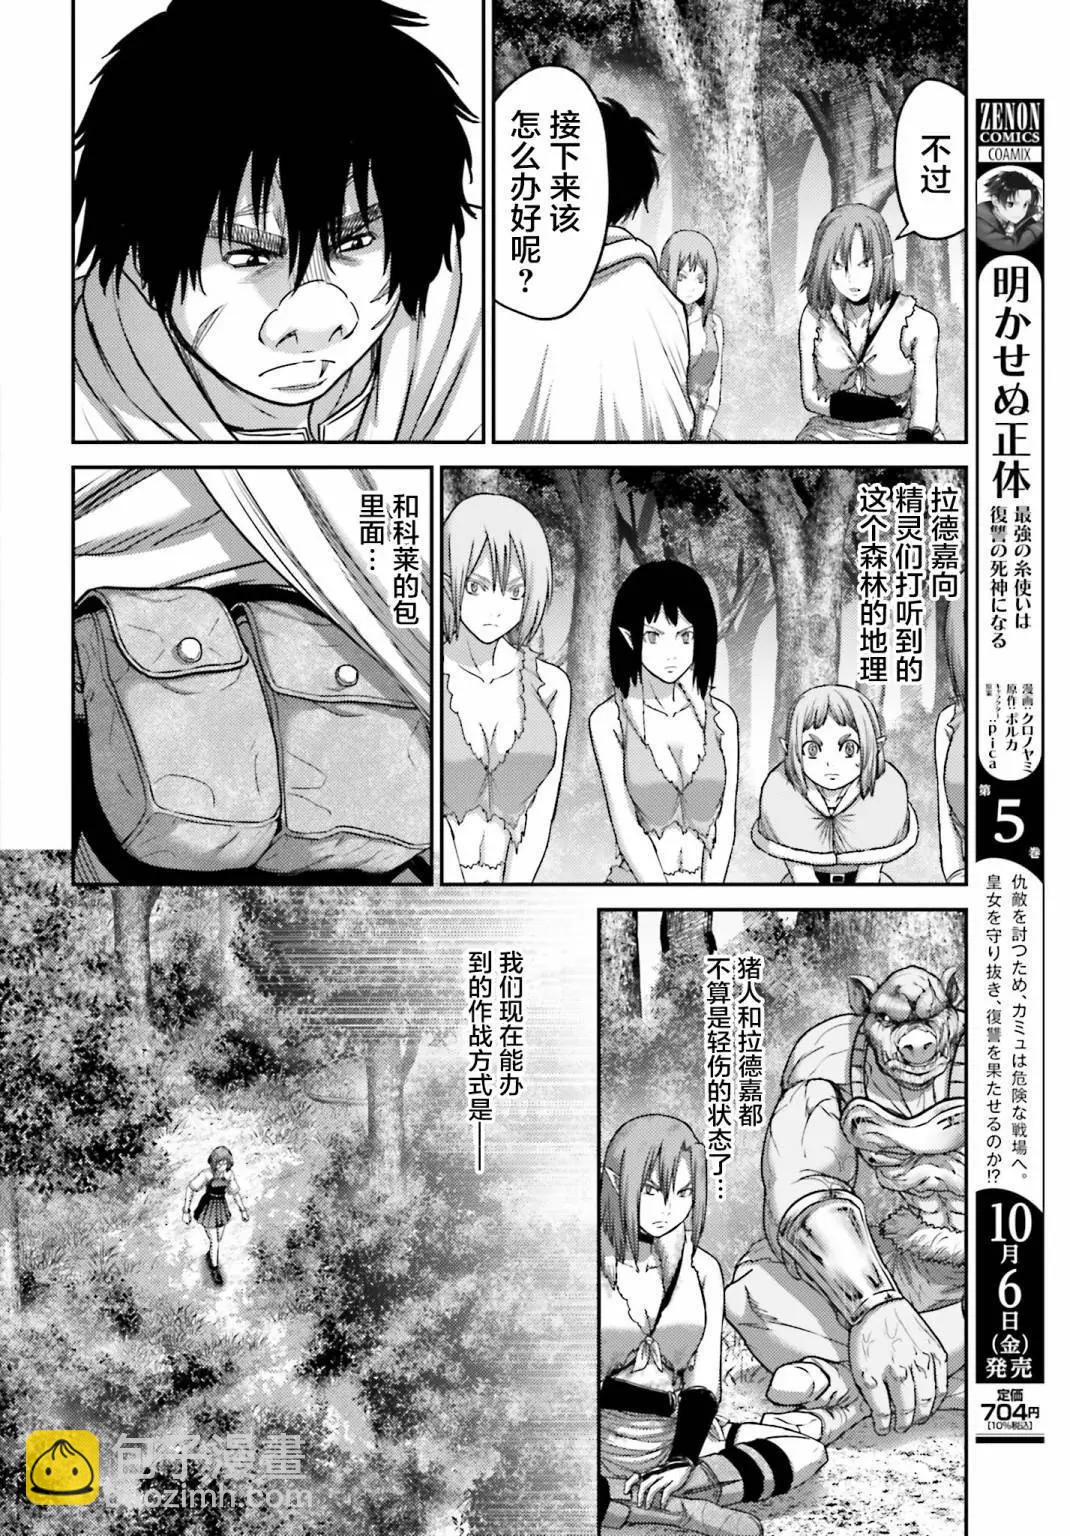 不过
接下来该
怎么办好呢？
拉德嘉向
精灵们打听到的
这个森林的地理
和科莱的包
里面…
猪人和拉德嘉都
不算是轻伤的状态了…
我们现在能办
到的作战方式是——
ZENON
COMICS
COAMIX
明かせぬ正体
最強の糸使いは
復讐の死神になる
漫画：クロノヤミ
原作：ポルカ
キャラクター原案：pica
第
5
巻
仇敵を討つため、カミュは危険な戦場へ。
皇女を守り抜き、復讐を果たせるのか!?
10
月
6
日
(金)
発売
定価
704円
[10%税込]
包子漫畫
baozimh.com